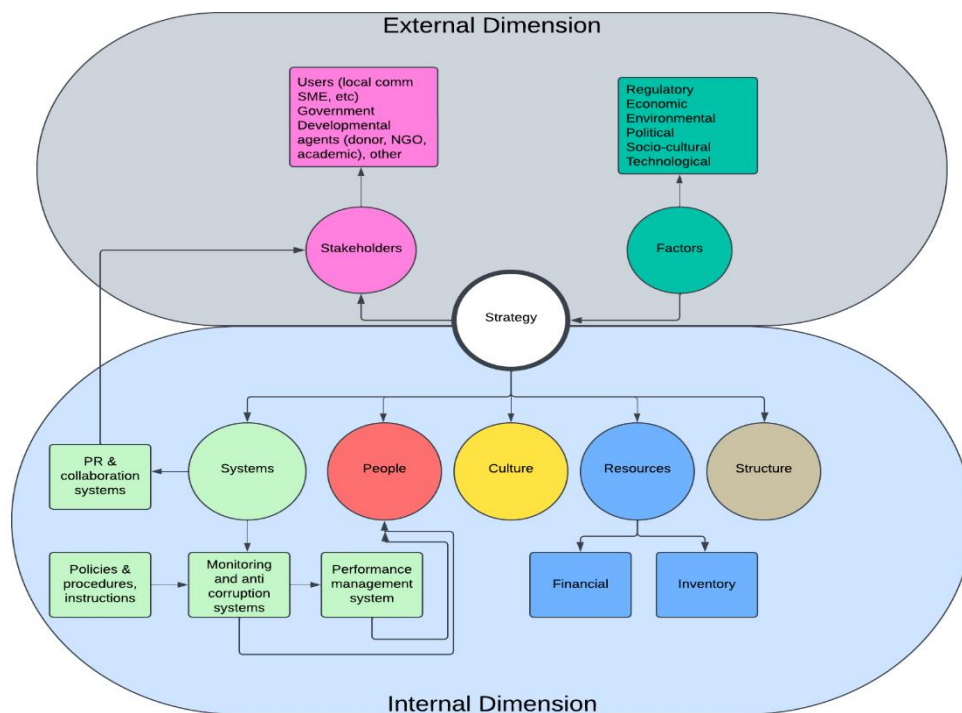 External Dimension
Users (local comm
SME, etc)
Government
Developmental
agents (donor, NGO,
academic), other
Regulatory
Economic
Environmental
Political
Socio-cultural
Technological
Stakeholders
Factors
Strategy
PR &
collaboration
systems
Systems
People
Culture
Resources
Structure
Policies &
procedures,
instructions
Monitoring
and anti
corruption
systems
Performance
management
system
Financial
Inventory
Internal Dimension